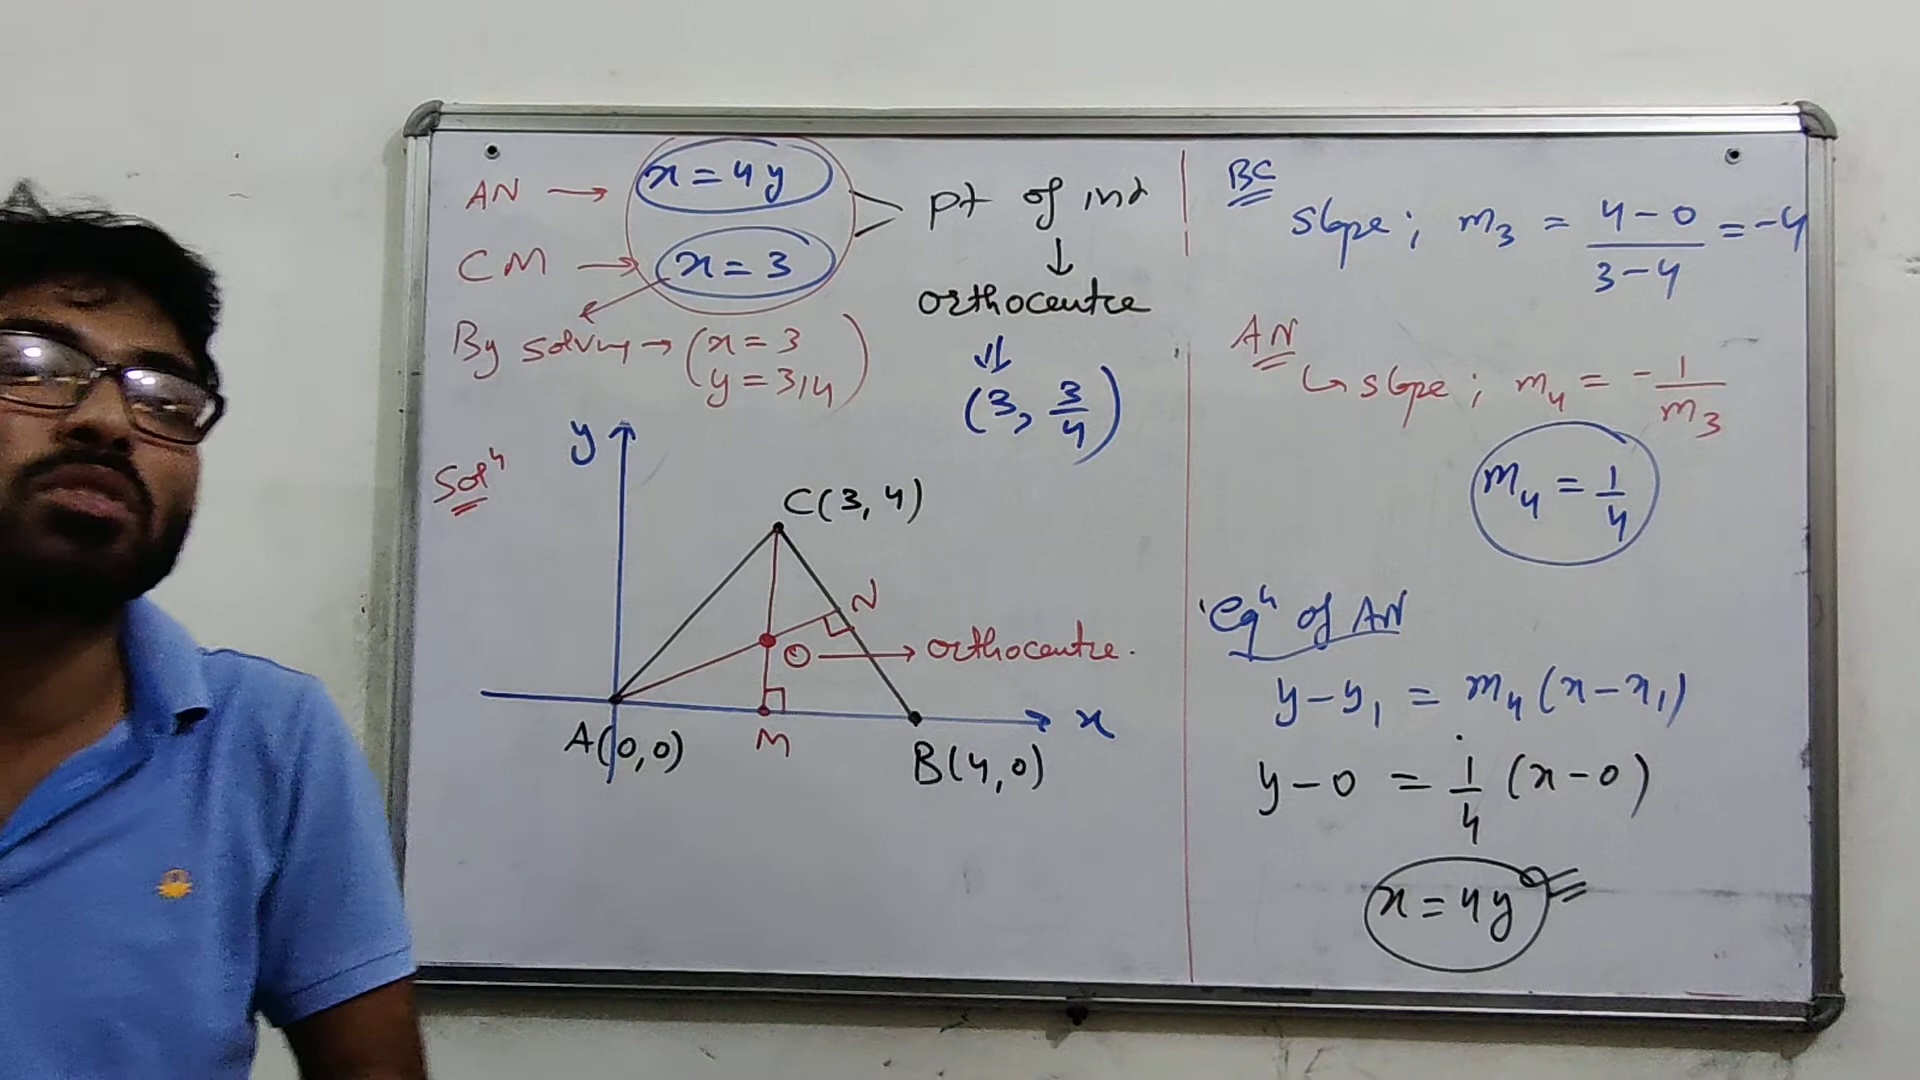 AN → x = 4y
CM → x = 3
pt of int
↓
orthocentre
⇓
(3, 3/4)
By solving → (x = 3
y = 3/4)
Solⁿ
y
C(3, 4)
N
O → orthocentre.
x
A(0,0)
M
B(4,0)
BC
slope; m₃ = (4-0)/(3-4) = -4
AN
↳ slope; m₄ = -1/m₃
m₄ = 1/4
Eqⁿ of AN
y - y₁ = m₄(x - x₁)
y - 0 = 1/4 (x - 0)
x = 4y